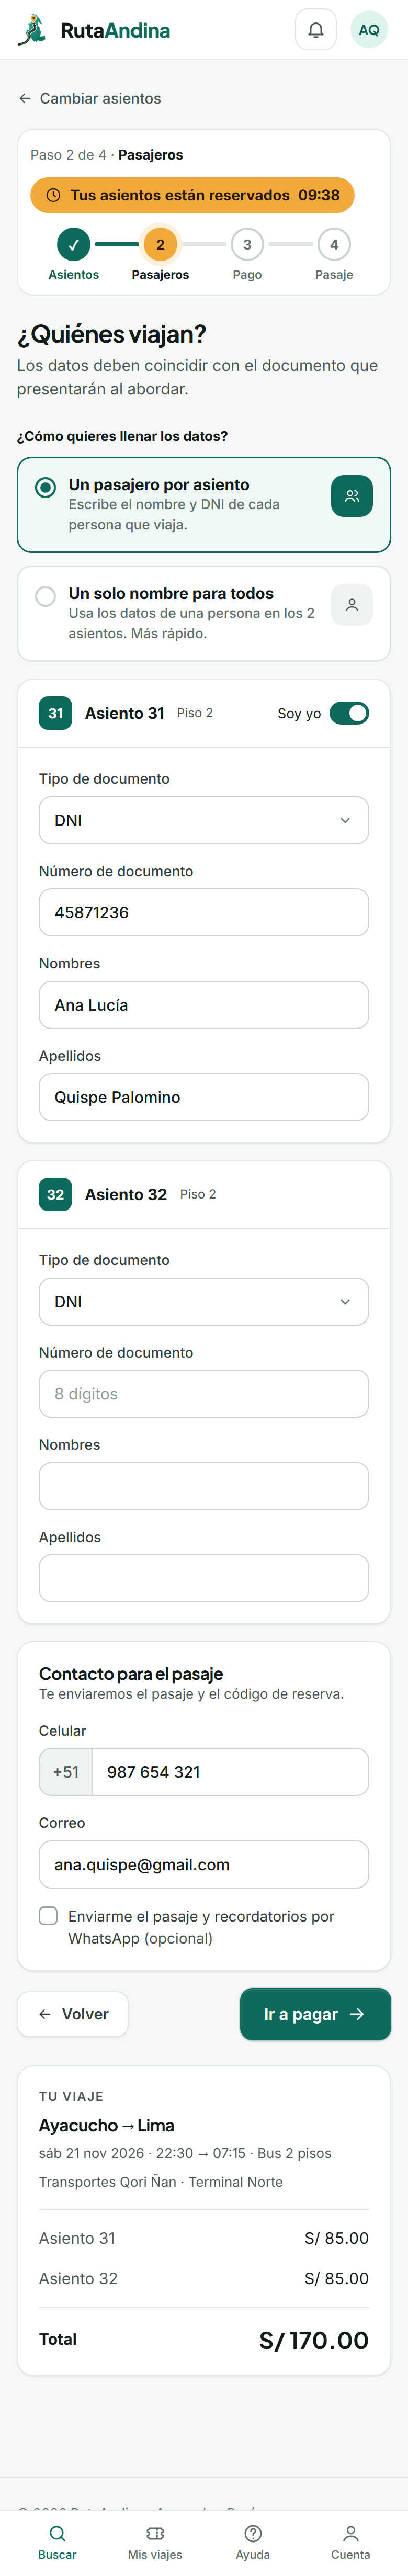 RutaAndina
AQ
← Cambiar asientos
Paso 2 de 4 · Pasajeros
Tus asientos están reservados 09:38
2
3
4
Asientos
Pasajeros
Pago
Pasaje
¿Quiénes viajan?
Los datos deben coincidir con el documento que
presentarán al abordar.
¿Cómo quieres llenar los datos?
Un pasajero por asiento
Escribe el nombre y DNI de cada
persona que viaja.
Un solo nombre para todos
Usa los datos de una persona en los 2
asientos. Más rápido.
31 Asiento 31 Piso 2 Soy yo
Tipo de documento
DNI
Número de documento
45871236
Nombres
Ana Lucía
Apellidos
Quispe Palomino
32 Asiento 32 Piso 2
Tipo de documento
DNI
Número de documento
8 dígitos
Nombres
Apellidos
Contacto para el pasaje
Te enviaremos el pasaje y el código de reserva.
Celular
+51 987 654 321
Correo
ana.quispe@gmail.com
Enviarme el pasaje y recordatorios por
WhatsApp (opcional)
← Volver
Ir a pagar →
TU VIAJE
Ayacucho → Lima
sáb 21 nov 2026 · 22:30 → 07:15 · Bus 2 pisos
Transportes Qori Ñan · Terminal Norte
Asiento 31 S/ 85.00
Asiento 32 S/ 85.00
Total S/ 170.00
Buscar
Mis viajes
Ayuda
Cuenta